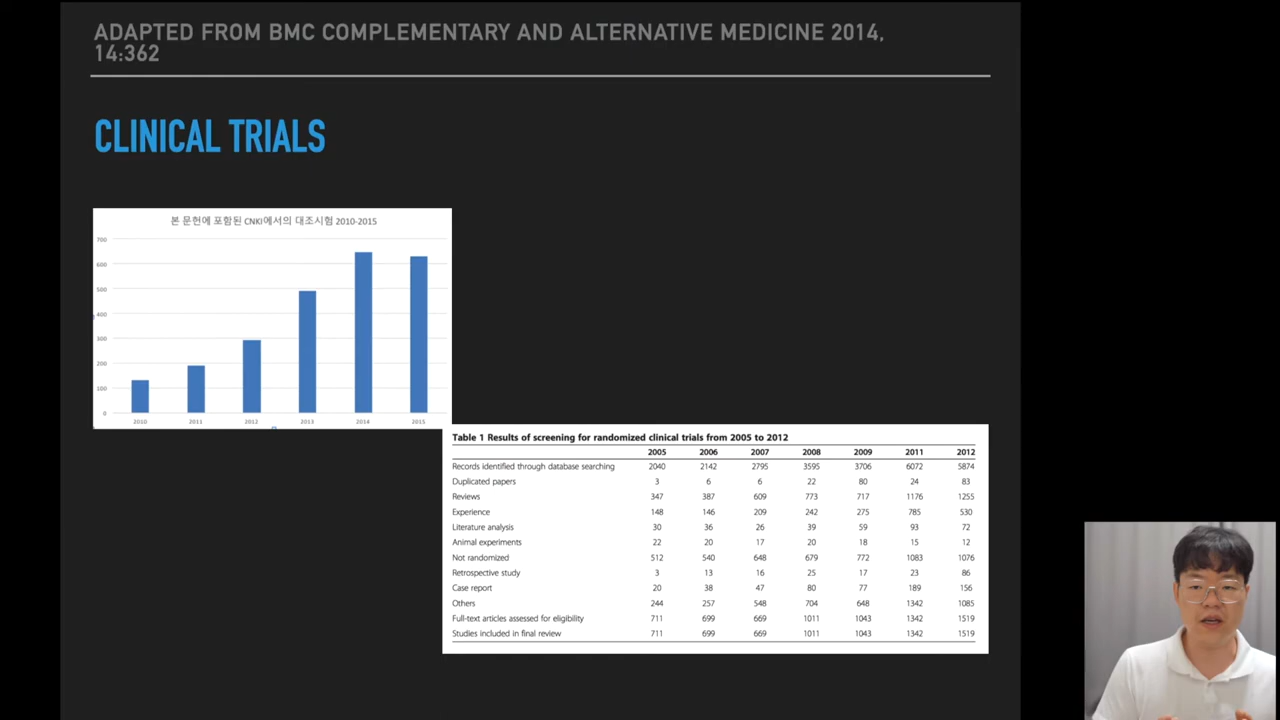 ADAPTED FROM BMC COMPLEMENTARY AND ALTERNATIVE MEDICINE 2014,
14:362
CLINICAL TRIALS
본 문헌에 포함된 CNKI에서의 대조시험 2010-2015
700
600
500
400
300
200
100
0
2010 2011 2012 2013 2014 2015
Table 1 Results of screening for randomized clinical trials from 2005 to 2012
2005 2006 2007 2008 2009 2011 2012
Records identified through database searching 2040 2142 2795 3595 3706 6072 5874
Duplicated papers 3 6 6 22 80 24 83
Reviews 347 387 609 773 717 1176 1255
Experience 148 146 209 242 275 785 530
Literature analysis 30 36 26 39 59 93 72
Animal experiments 22 20 17 20 18 15 12
Not randomized 512 540 648 679 772 1083 1076
Retrospective study 3 13 16 25 17 23 86
Case report 20 38 47 80 77 189 156
Others 244 257 548 704 648 1342 1085
Full-text articles assessed for eligibility 711 699 669 1011 1043 1342 1519
Studies included in final review 711 699 669 1011 1043 1342 1519